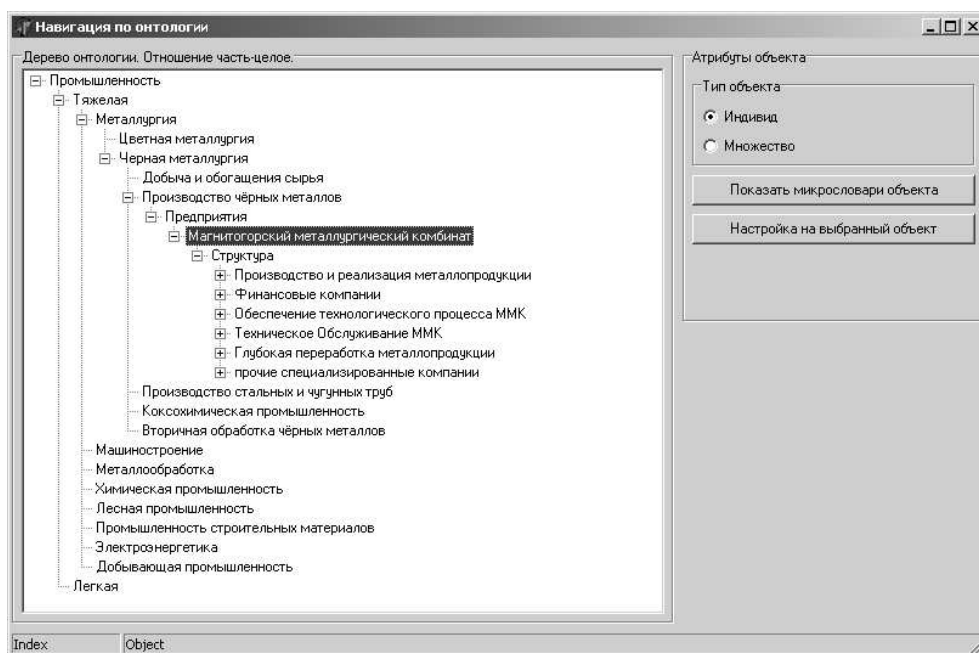 Навигация по онтологии
Дерево онтологии. Отношение часть-целое.
Промышленность
Тяжелая
Металлургия
Цветная металлургия
Черная металлургия
Добыча и обогащения сырья
Производство чёрных металлов
Предприятия
Магнитогорский металлургический комбинат
Структура
Производство и реализация металлопродукции
Финансовые компании
Обеспечение технологического процесса ММК
Техническое Обслуживание ММК
Глубокая переработка металлопродукции
прочие специализированные компании
Производство стальных и чугунных труб
Коксохимическая промышленность
Вторичная обработка чёрных металлов
Машиностроение
Металлообработка
Химическая промышленность
Лесная промышленность
Промышленность строительных материалов
Электроэнергетика
Добывающая промышленность
Легкая
Атрибуты объекта
Тип объекта
Индивид
Множество
Показать микрословари объекта
Настройка на выбранный объект
Index Object